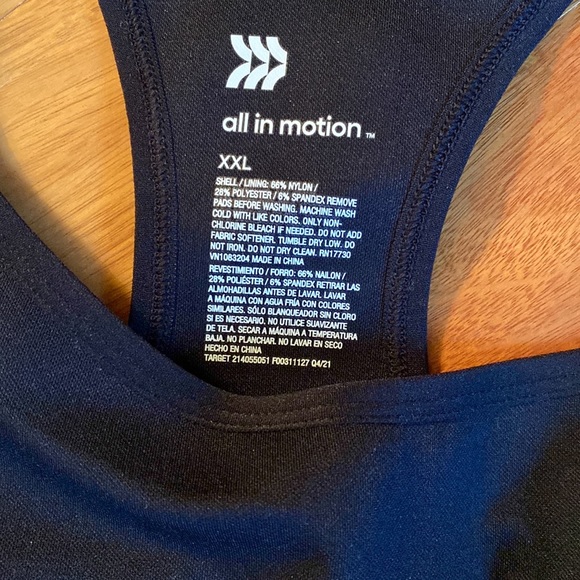 all in motion ™
XXL
SHELL / LINING: 66% NYLON /
28% POLYESTER / 6% SPANDEX REMOVE
PADS BEFORE WASHING. MACHINE WASH
COLD WITH LIKE COLORS. ONLY NON-
CHLORINE BLEACH IF NEEDED. DO NOT ADD
FABRIC SOFTENER. TUMBLE DRY LOW. DO
NOT IRON. DO NOT DRY CLEAN. RN17730
VN1083204 MADE IN CHINA
REVESTIMIENTO / FORRO: 66% NAILON /
28% POLIÉSTER / 6% SPANDEX RETIRAR LAS
ALMOHADILLAS ANTES DE LAVAR. LAVAR
A MÁQUINA CON AGUA FRÍA CON COLORES
SIMILARES. SÓLO BLANQUEADOR SIN CLORO
SI ES NECESARIO. NO UTILICE SUAVIZANTE
DE TELA. SECAR A MÁQUINA A TEMPERATURA
BAJA. NO PLANCHAR. NO LAVAR EN SECO
HECHO EN CHINA
TARGET 214055051 F00311127 Q4/21